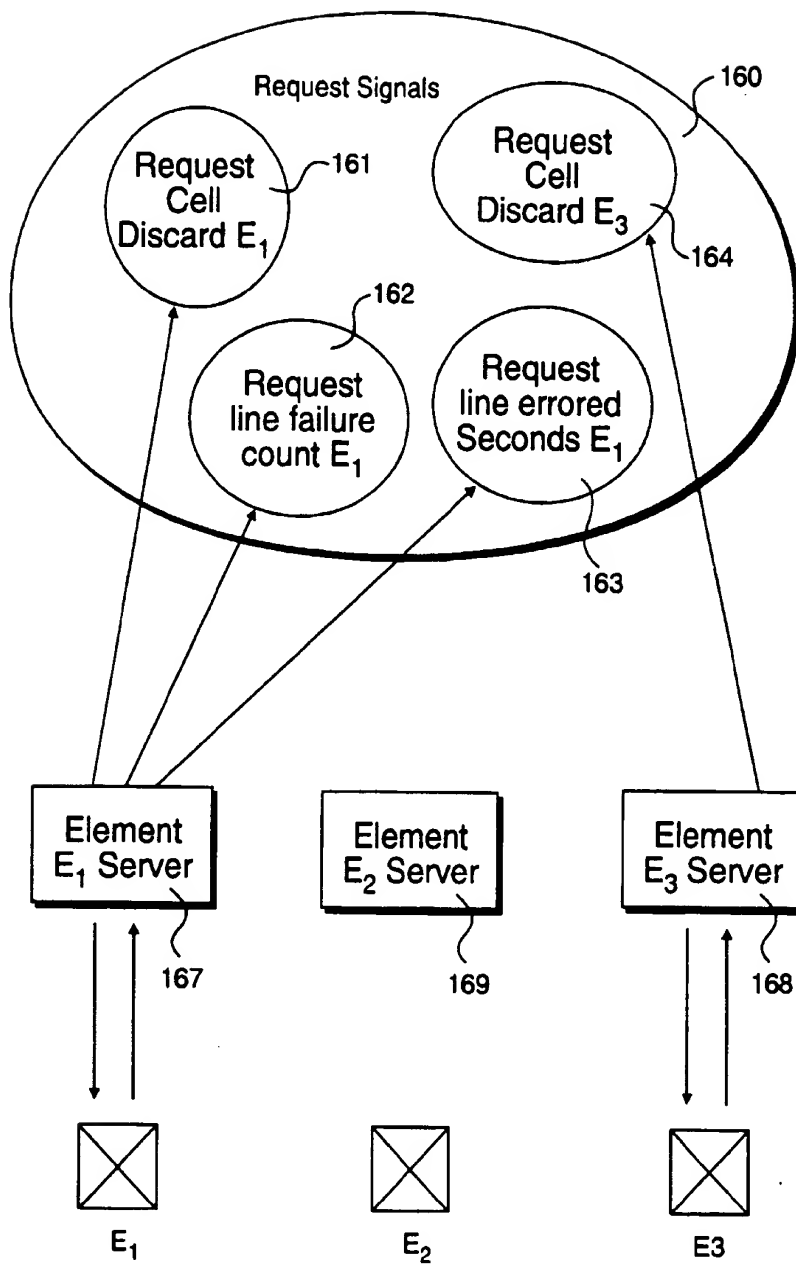 Request Signals
160
Request
Cell
Discard E₁
161
Request
Cell
Discard E₃
164
162
Request
line failure
count E₁
Request
line errored
Seconds E₁
163
Element
E₁ Server
167
Element
E₂ Server
169
Element
E₃ Server
168
E₁
E₂
E3